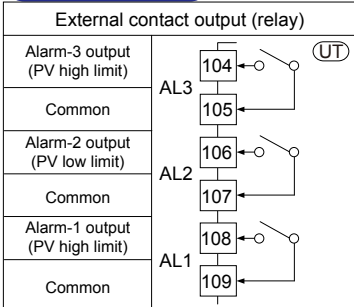 External contact output (relay)
UT
Alarm-3 output
(PV high limit)
AL3
104
Common
105
Alarm-2 output
(PV low limit)
AL2
106
Common
107
Alarm-1 output
(PV high limit)
AL1
108
Common
109